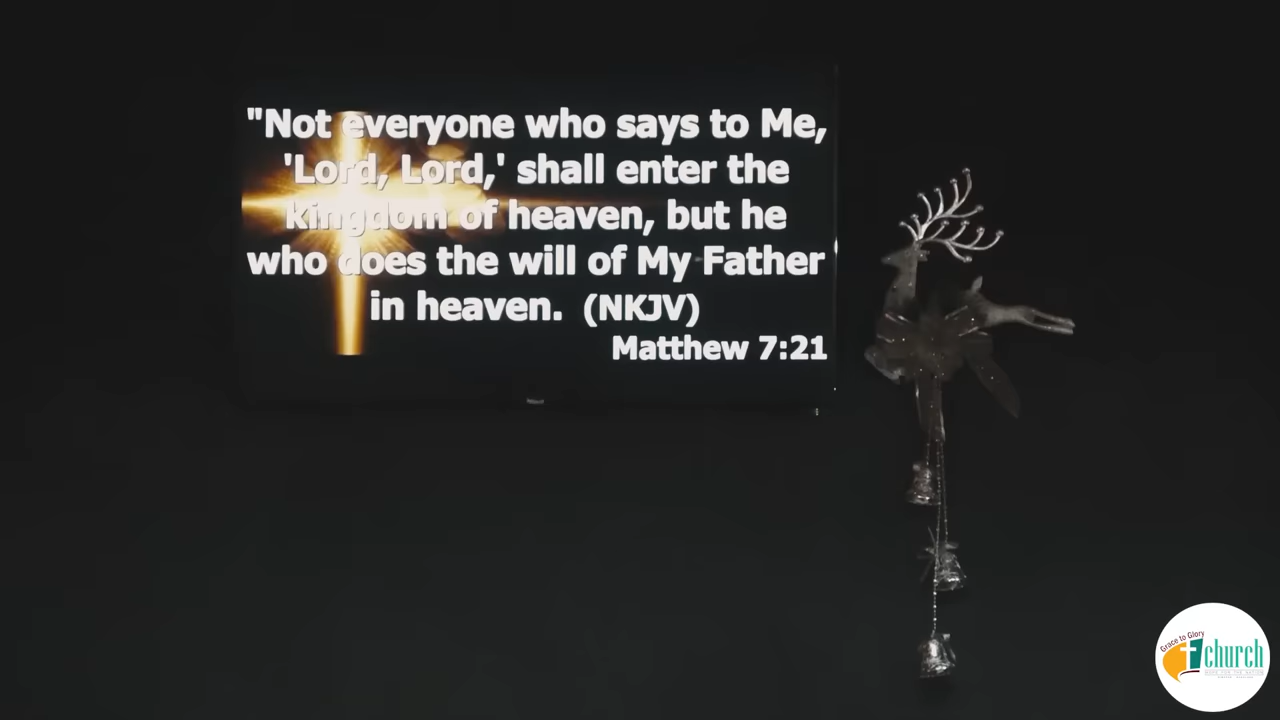 "Not everyone who says to Me,
'Lord, Lord,' shall enter the
kingdom of heaven, but he
who does the will of My Father
in heaven.  (NKJV)
Matthew 7:21
Grace to Glory
church